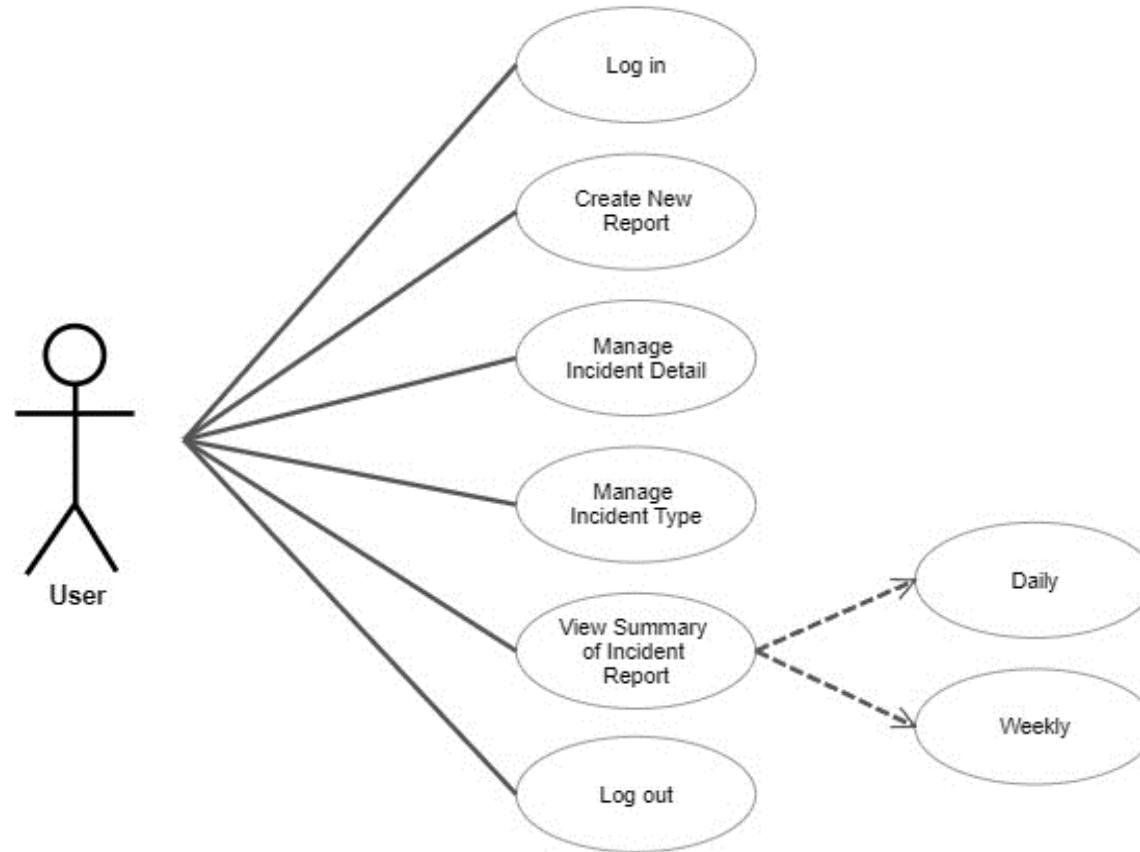 Log in
Create New
Report
Manage
Incident Detail
Manage
Incident Type
User
View Summary
of Incident
Report
Daily
Weekly
Log out